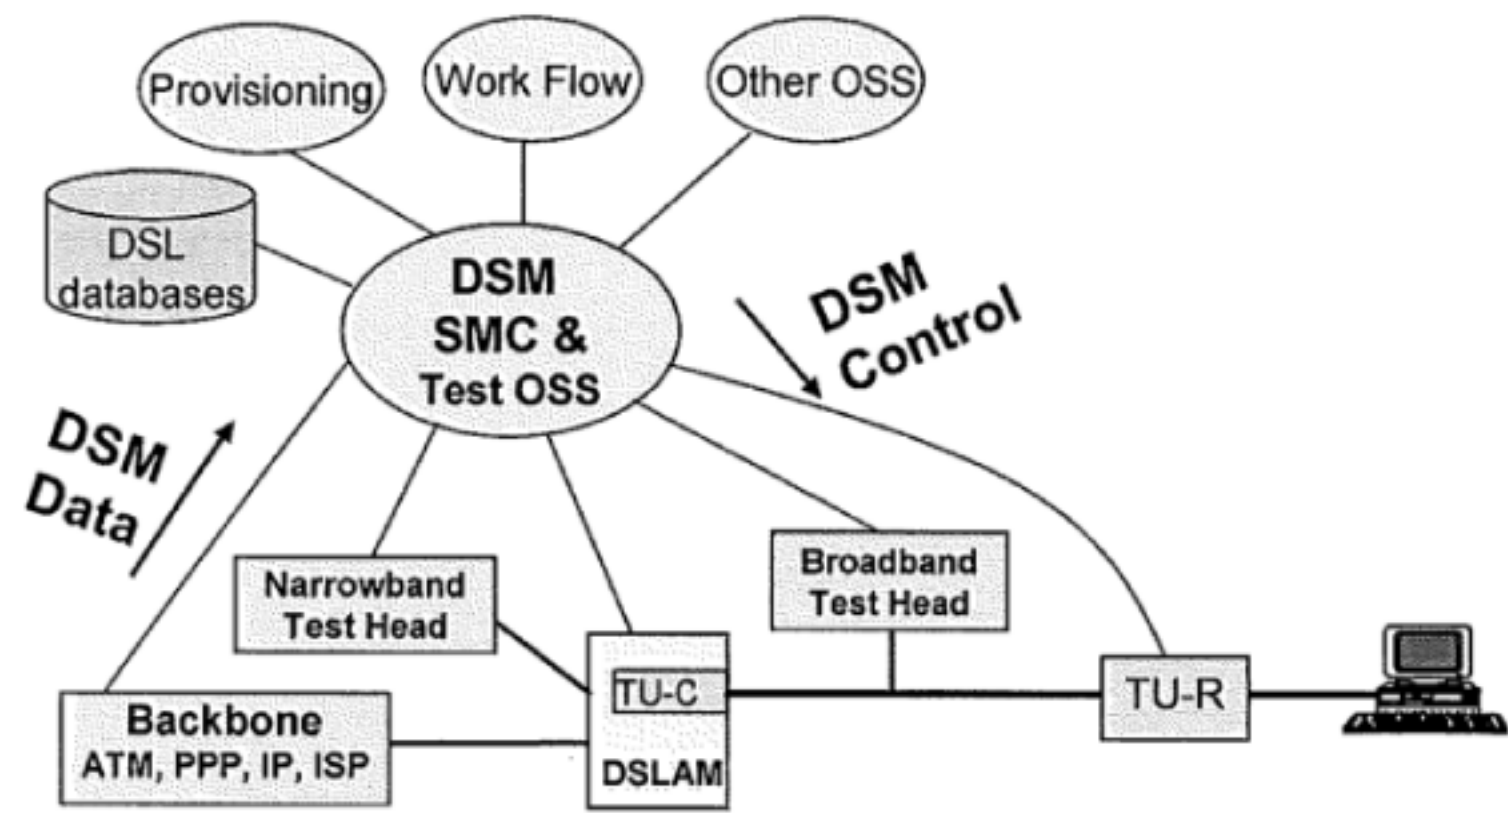 Provisioning
Work Flow
Other OSS
DSL
databases
DSM
SMC &
Test OSS
DSM
Control
DSM
Data
Narrowband
Test Head
Broadband
Test Head
TU-C
DSLAM
TU-R
Backbone
ATM, PPP, IP, ISP